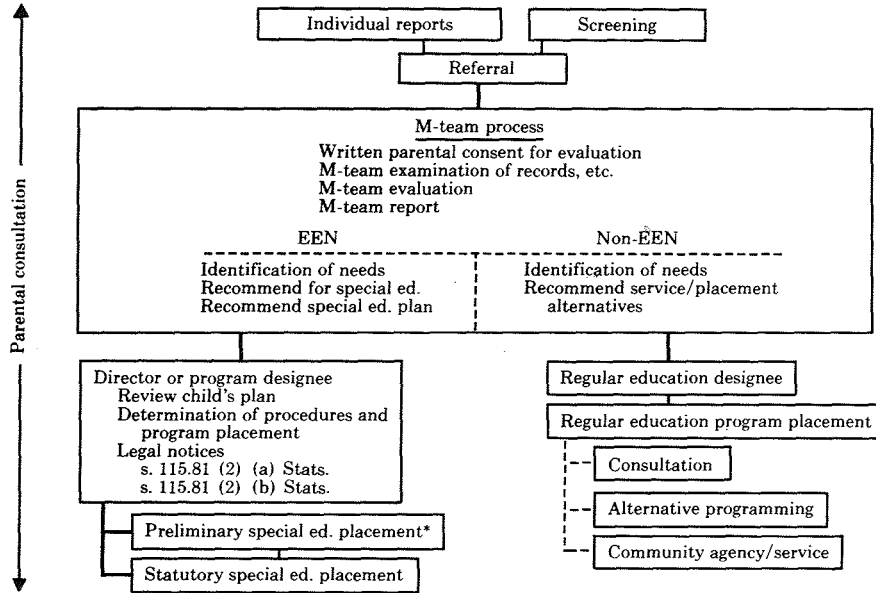 Individual reports
Screening
Referral
M-team process
Written parental consent for evaluation
M-team examination of records, etc.
M-team evaluation
M-team report
EEN
Non-EEN
Identification of needs
Recommend for special ed.
Recommend special ed. plan
Identification of needs
Recommend service/placement
alternatives
Parental consultation
Director or program designee
Review child's plan
Determination of procedures and
program placement
Legal notices
s. 115.81 (2) (a) Stats.
s. 115.81 (2) (b) Stats.
Preliminary special ed. placement*
Statutory special ed. placement
Regular education designee
Regular education program placement
Consultation
Alternative programming
Community agency/service